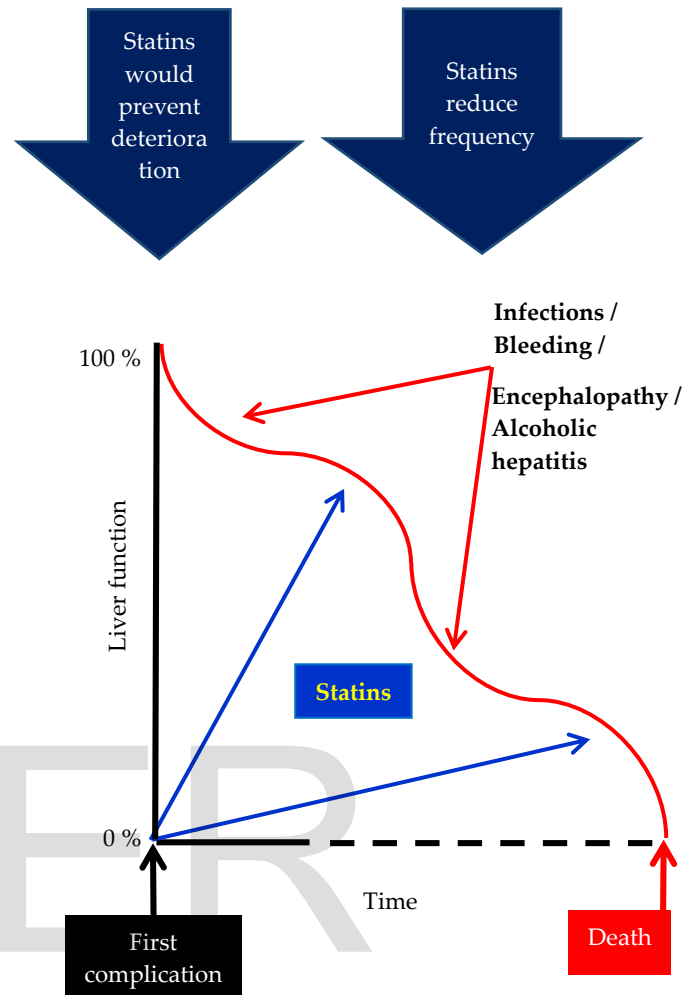 Statins
would
prevent
deteriora
tion
Statins
reduce
frequency
Infections /
Bleeding /
Encephalopathy /
Alcoholic
hepatitis
100 %
Liver function
Statins
0 %
Time
First
complication
Death
ER